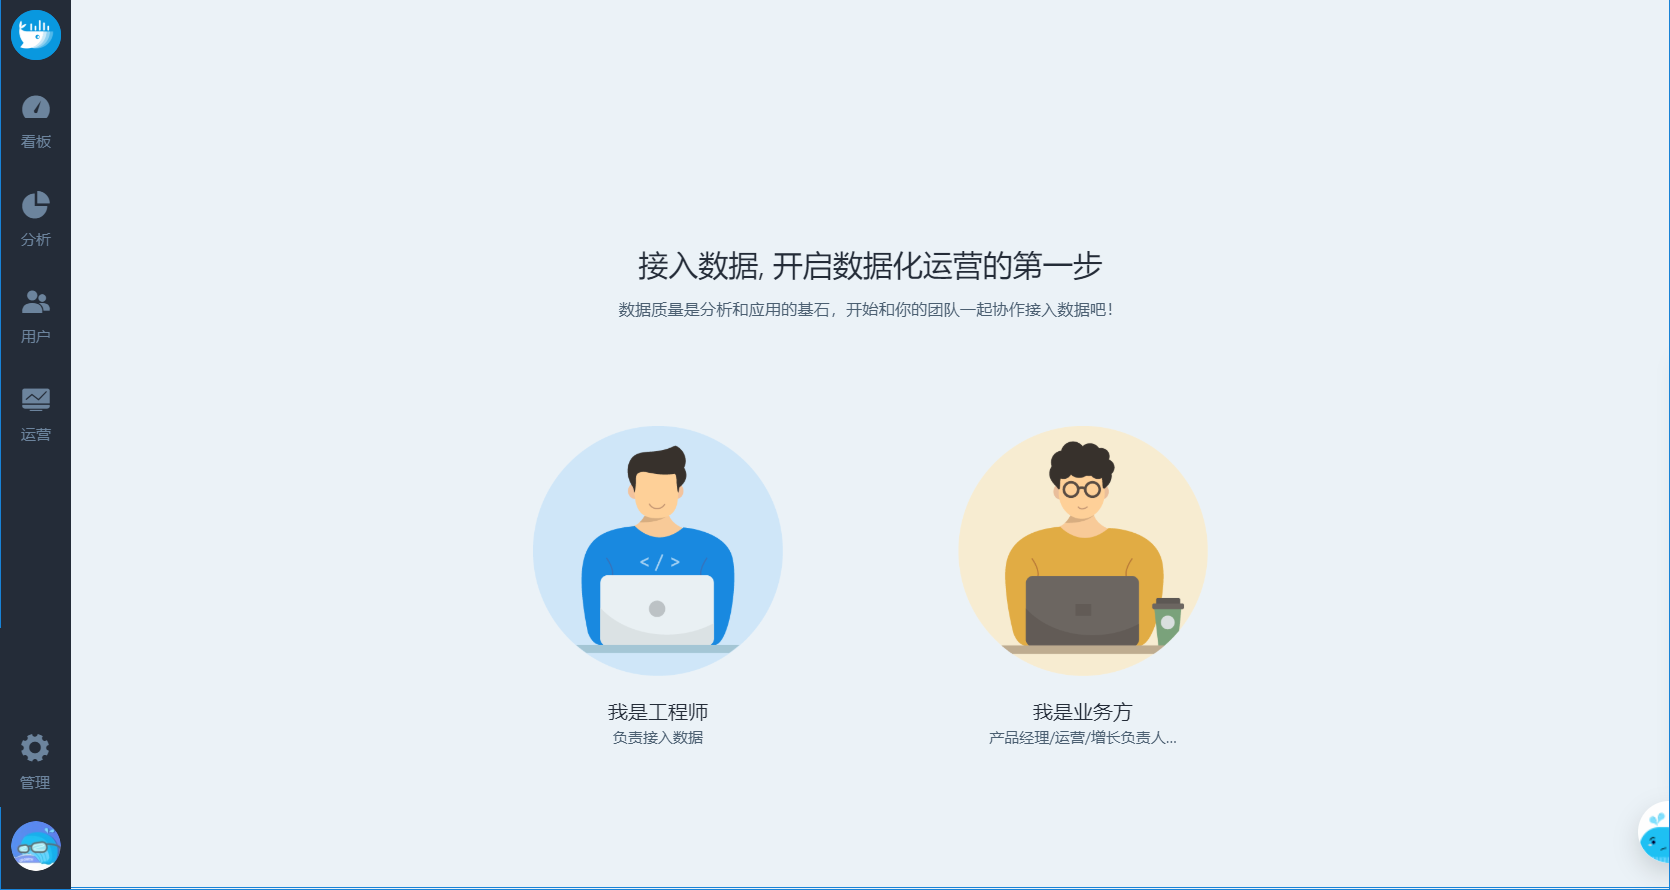 看板
分析
用户
运营
管理
接入数据, 开启数据化运营的第一步
数据质量是分析和应用的基石，开始和你的团队一起协作接入数据吧！
</>
我是工程师
负责接入数据
我是业务方
产品经理/运营/增长负责人...